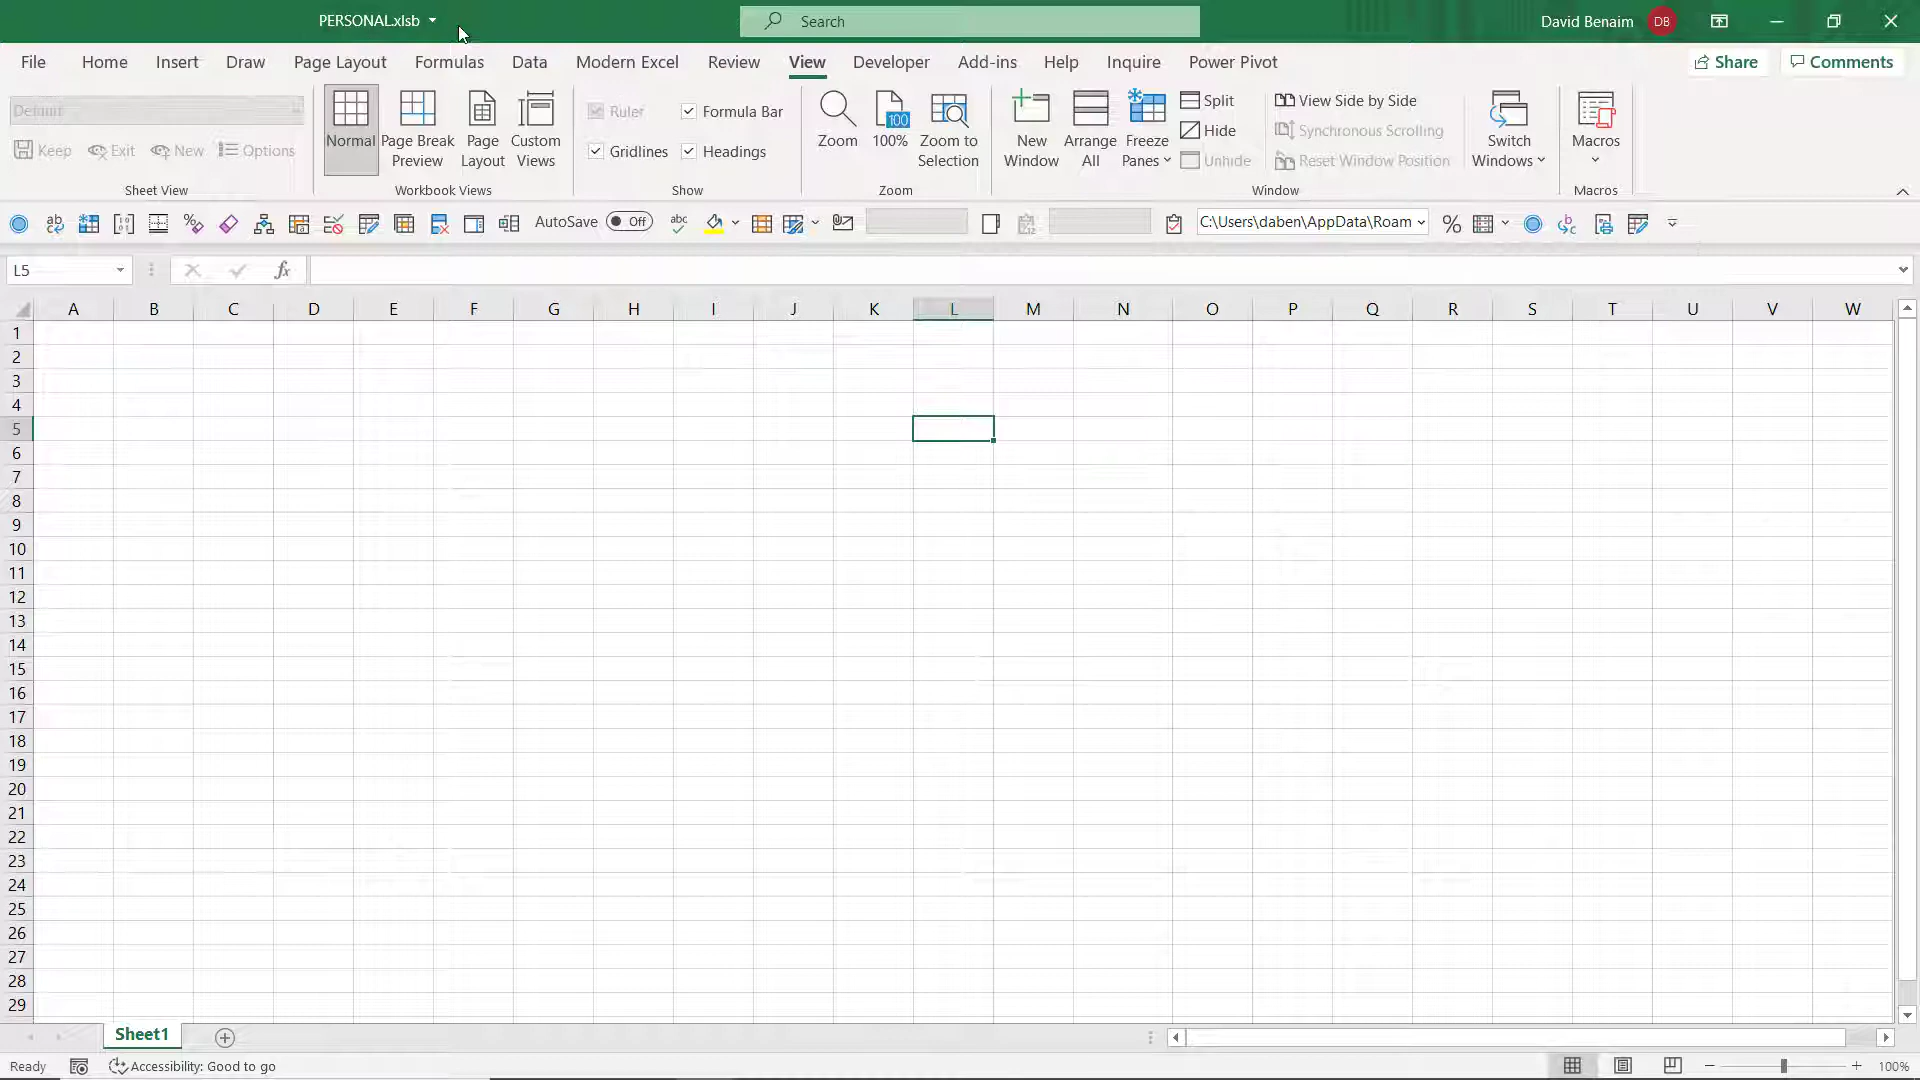 PERSONAL.xlsb
Search
David Benaim
DB
File Home Insert Draw Page Layout Formulas Data Modern Excel Review View Developer Add-ins Help Inquire Power Pivot
Share
Comments
Default
Keep Exit New Options
Sheet View
Normal
Page Break Preview
Page Layout
Custom Views
Workbook Views
Ruler
Formula Bar
Gridlines
Headings
Show
Zoom
100
100%
Zoom to Selection
Zoom
New Window
Arrange All
Freeze Panes
Split
Hide
Unhide
View Side by Side
Synchronous Scrolling
Reset Window Position
Switch Windows
Window
Macros
Macros
AutoSave Off
abc
C:\Users\daben\AppData\Roam
L5
fx
A B C D E F G H I J K L M N O P Q R S T U V W
1
2
3
4
5
6
7
8
9
10
11
12
13
14
15
16
17
18
19
20
21
22
23
24
25
26
27
28
29
Sheet1
Ready
Accessibility: Good to go
100%